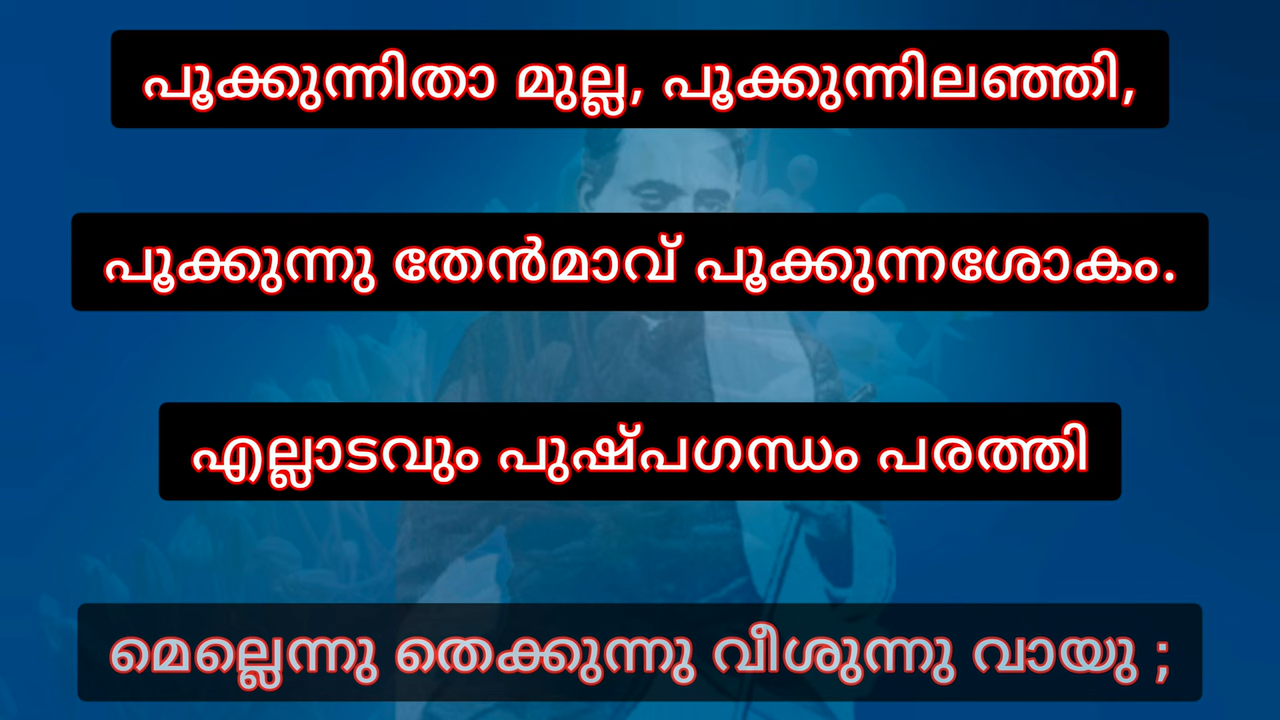 പൂക്കുന്നിതാ മുല്ല, പൂക്കുന്നിലഞ്ഞി,
പൂക്കുന്നു തേൻമാവ് പൂക്കുന്നശോകം.
എല്ലാടവും പുഷ്പഗന്ധം പരത്തി
മെല്ലെന്നു തെക്കുന്നു വീശുന്നു വായു ;